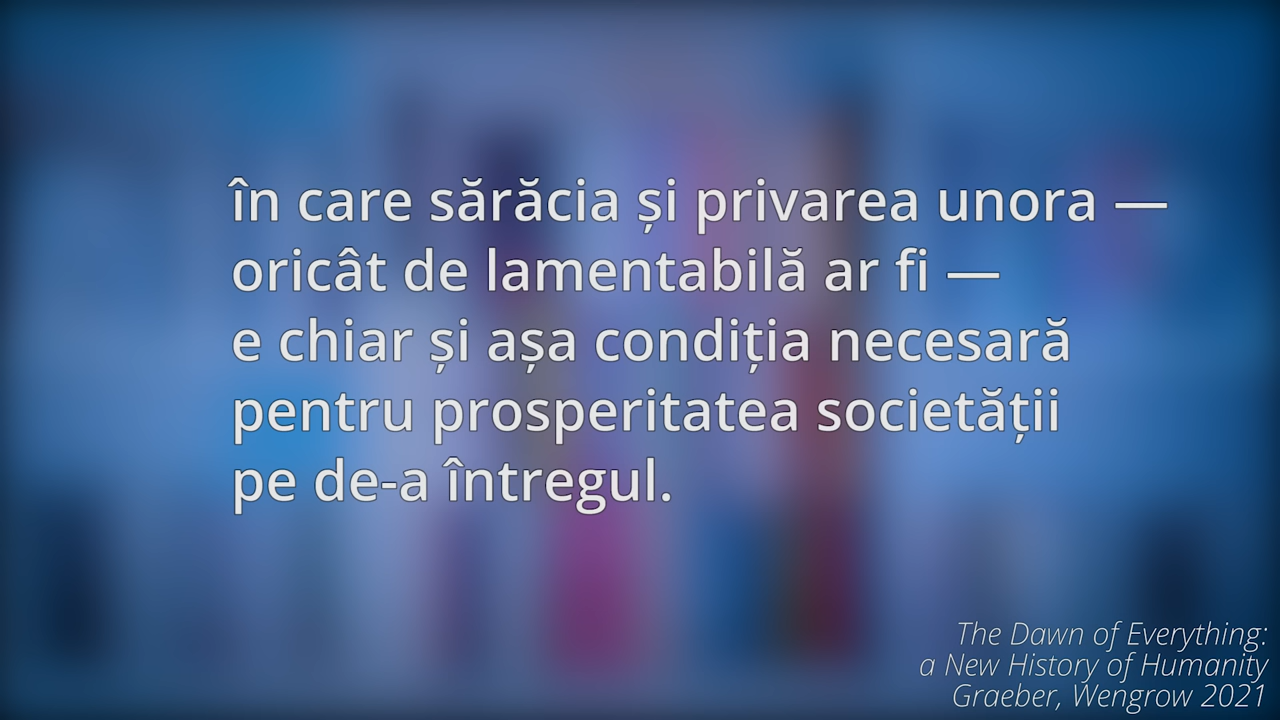 în care sărăcia și privarea unora —
oricât de lamentabilă ar fi —
e chiar și așa condiția necesară
pentru prosperitatea societății
pe de-a întregul.
The Dawn of Everything:
a New History of Humanity
Graeber, Wengrow 2021